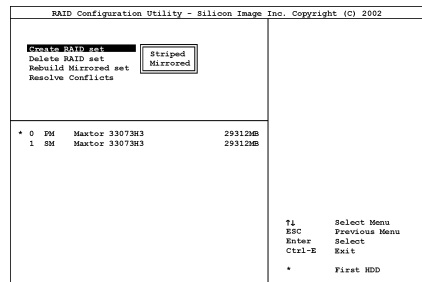 RAID Configuration Utility - Silicon Image Inc. Copyright (C) 2002
Create RAID set
Delete RAID set
Rebuild Mirrored set
Resolve Conflicts
Striped
Mirrored
* 0 PM Maxtor 33073H3 29312MB
1 SM Maxtor 33073H3 29312MB
↑↓ Select Menu
ESC Previous Menu
Enter Select
Ctrl-E Exit
* First HDD